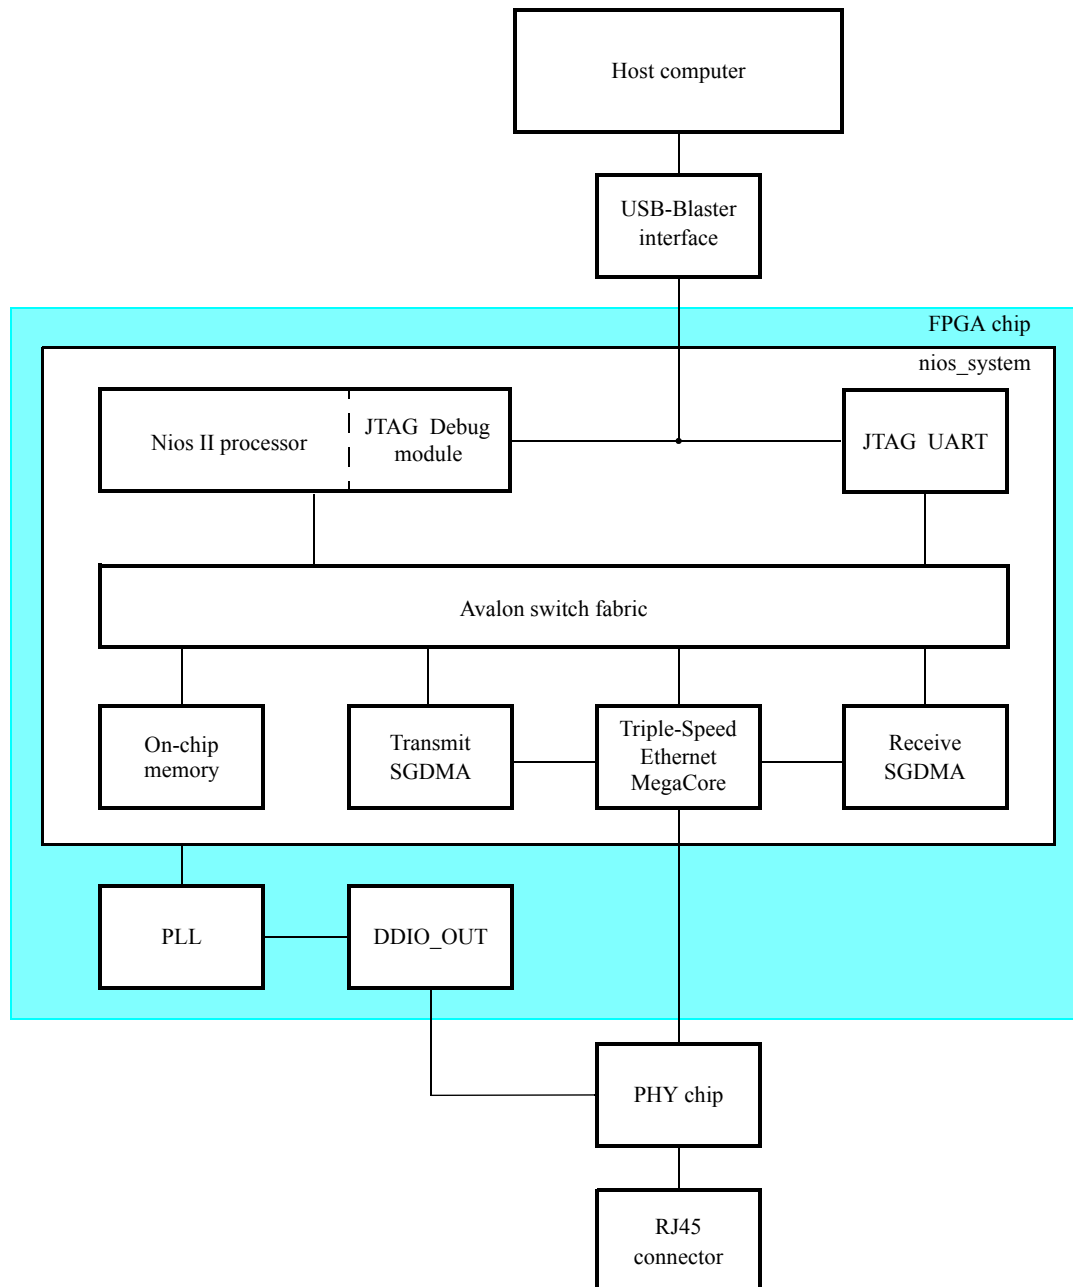 Host computer
USB-Blaster
interface
FPGA chip
nios_system
Nios II processor
JTAG Debug
module
JTAG UART
Avalon switch fabric
On-chip
memory
Transmit
SGDMA
Triple-Speed
Ethernet
MegaCore
Receive
SGDMA
PLL
DDIO_OUT
PHY chip
RJ45
connector